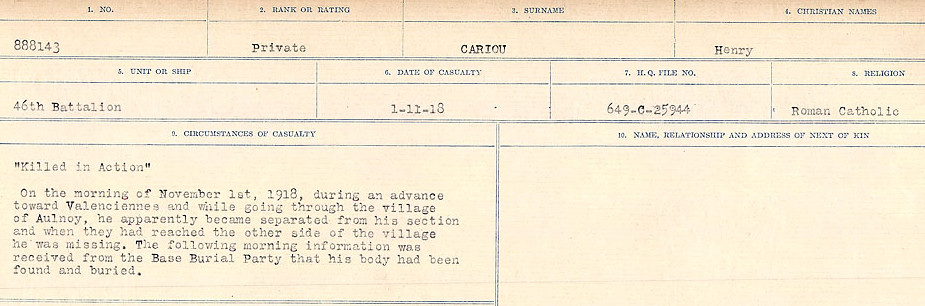 1. NO. 2. RANK OR RATING 3. SURNAME 4. CHRISTIAN NAMES
888143 Private CARIOU Henry
5. UNIT OR SHIP 6. DATE OF CASUALTY 7. H. Q. FILE NO. 8. RELIGION
46th Battalion 1-11-18 649-C-25944 Roman Catholic
9. CIRCUMSTANCES OF CASUALTY 10. NAME, RELATIONSHIP AND ADDRESS OF NEXT OF KIN
"Killed in Action"
On the morning of November 1st, 1918, during an advance
toward Valenciennes and while going through the village
of Aulnoy, he apparently became separated from his section
and when they had reached the other side of the village
he was missing. The following morning information was
received from the Base Burial Party that his body had been
found and buried.